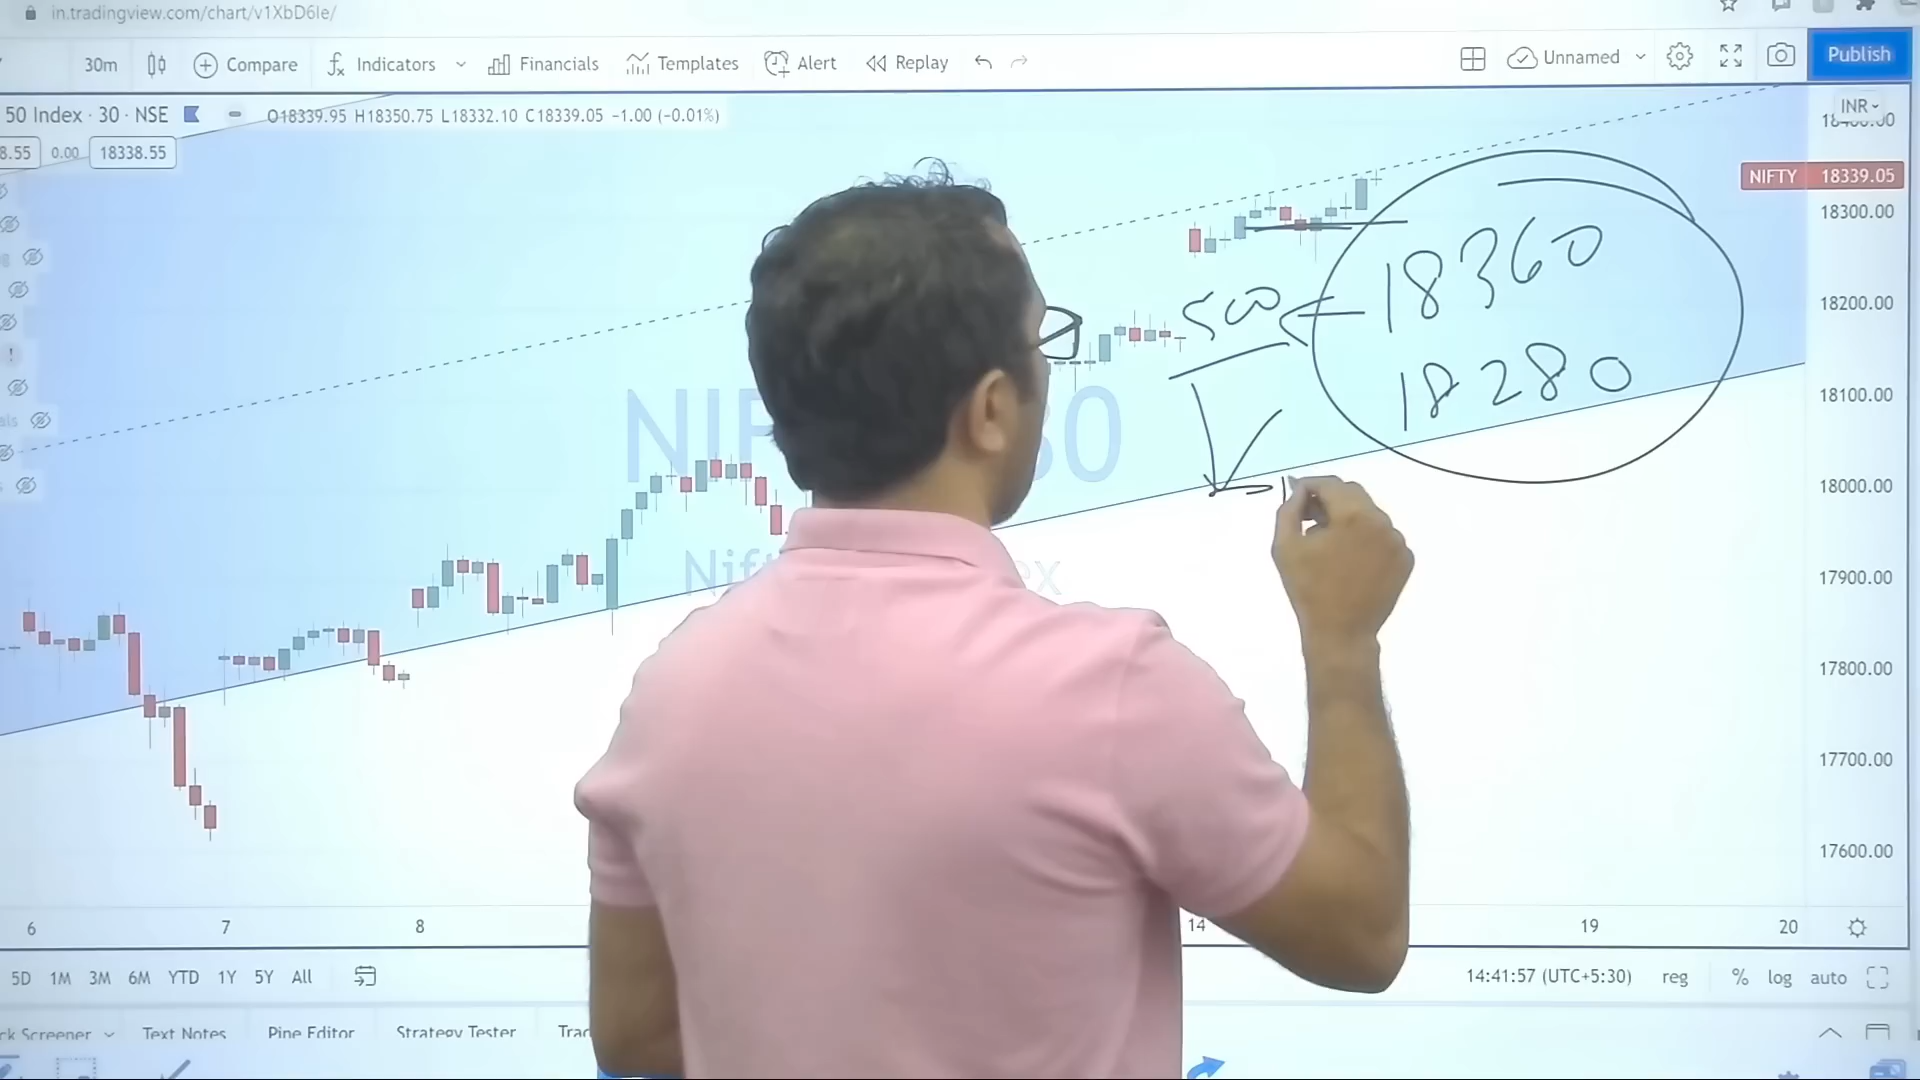 in.tradingview.com/chart/v1XbD6le/
30m Compare Indicators Financials Templates Alert Replay Unnamed Publish
50 Index · 30 · NSE O18339.95 H18350.75 L18332.10 C18339.05 −1.00 (−0.01%)
INR
8.55 0.00 18338.55
NIFTY 18339.05
18300.00
18200.00
18100.00
18000.00
17900.00
17800.00
17700.00
17600.00
18360
500
18280
6 7 8 14 19 20
5D 1M 3M 6M YTD 1Y 5Y All 14:41:57 (UTC+5:30) reg % log auto
Screener Text Notes Pine Editor Strategy Tester